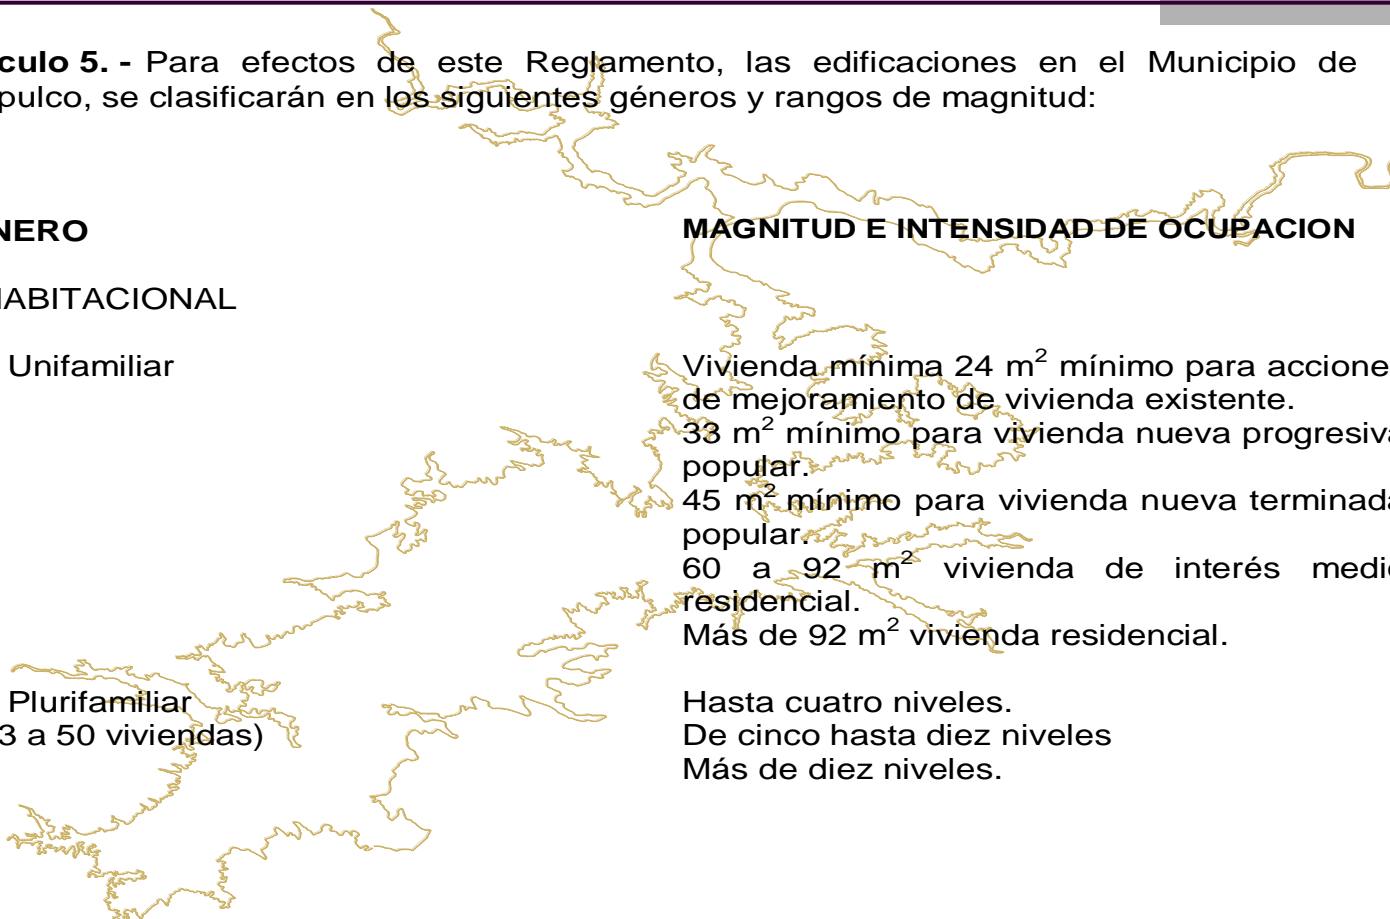 culo 5. - Para efectos de este Reglamento, las edificaciones en el Municipio de
pulco, se clasificarán en los siguientes géneros y rangos de magnitud:
NERO
MAGNITUD E INTENSIDAD DE OCUPACION
HABITACIONAL
Unifamiliar
Vivienda mínima 24 m² mínimo para accione
de mejoramiento de vivienda existente.
33 m² mínimo para vivienda nueva progresiva
popular.
45 m² mínimo para vivienda nueva terminada
popular.
60 a 92 m² vivienda de interés medio
residencial.
Más de 92 m² vivienda residencial.
Plurifamiliar
3 a 50 viviendas)
Hasta cuatro niveles.
De cinco hasta diez niveles
Más de diez niveles.